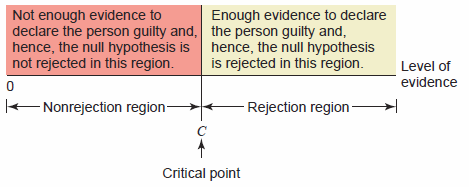 Not enough evidence to
declare the person guilty and,
hence, the null hypothesis is
not rejected in this region.
Enough evidence to declare
the person guilty and,
hence, the null hypothesis
is rejected in this region.
Level of
evidence
0
Nonrejection region
Rejection region
C
Critical point